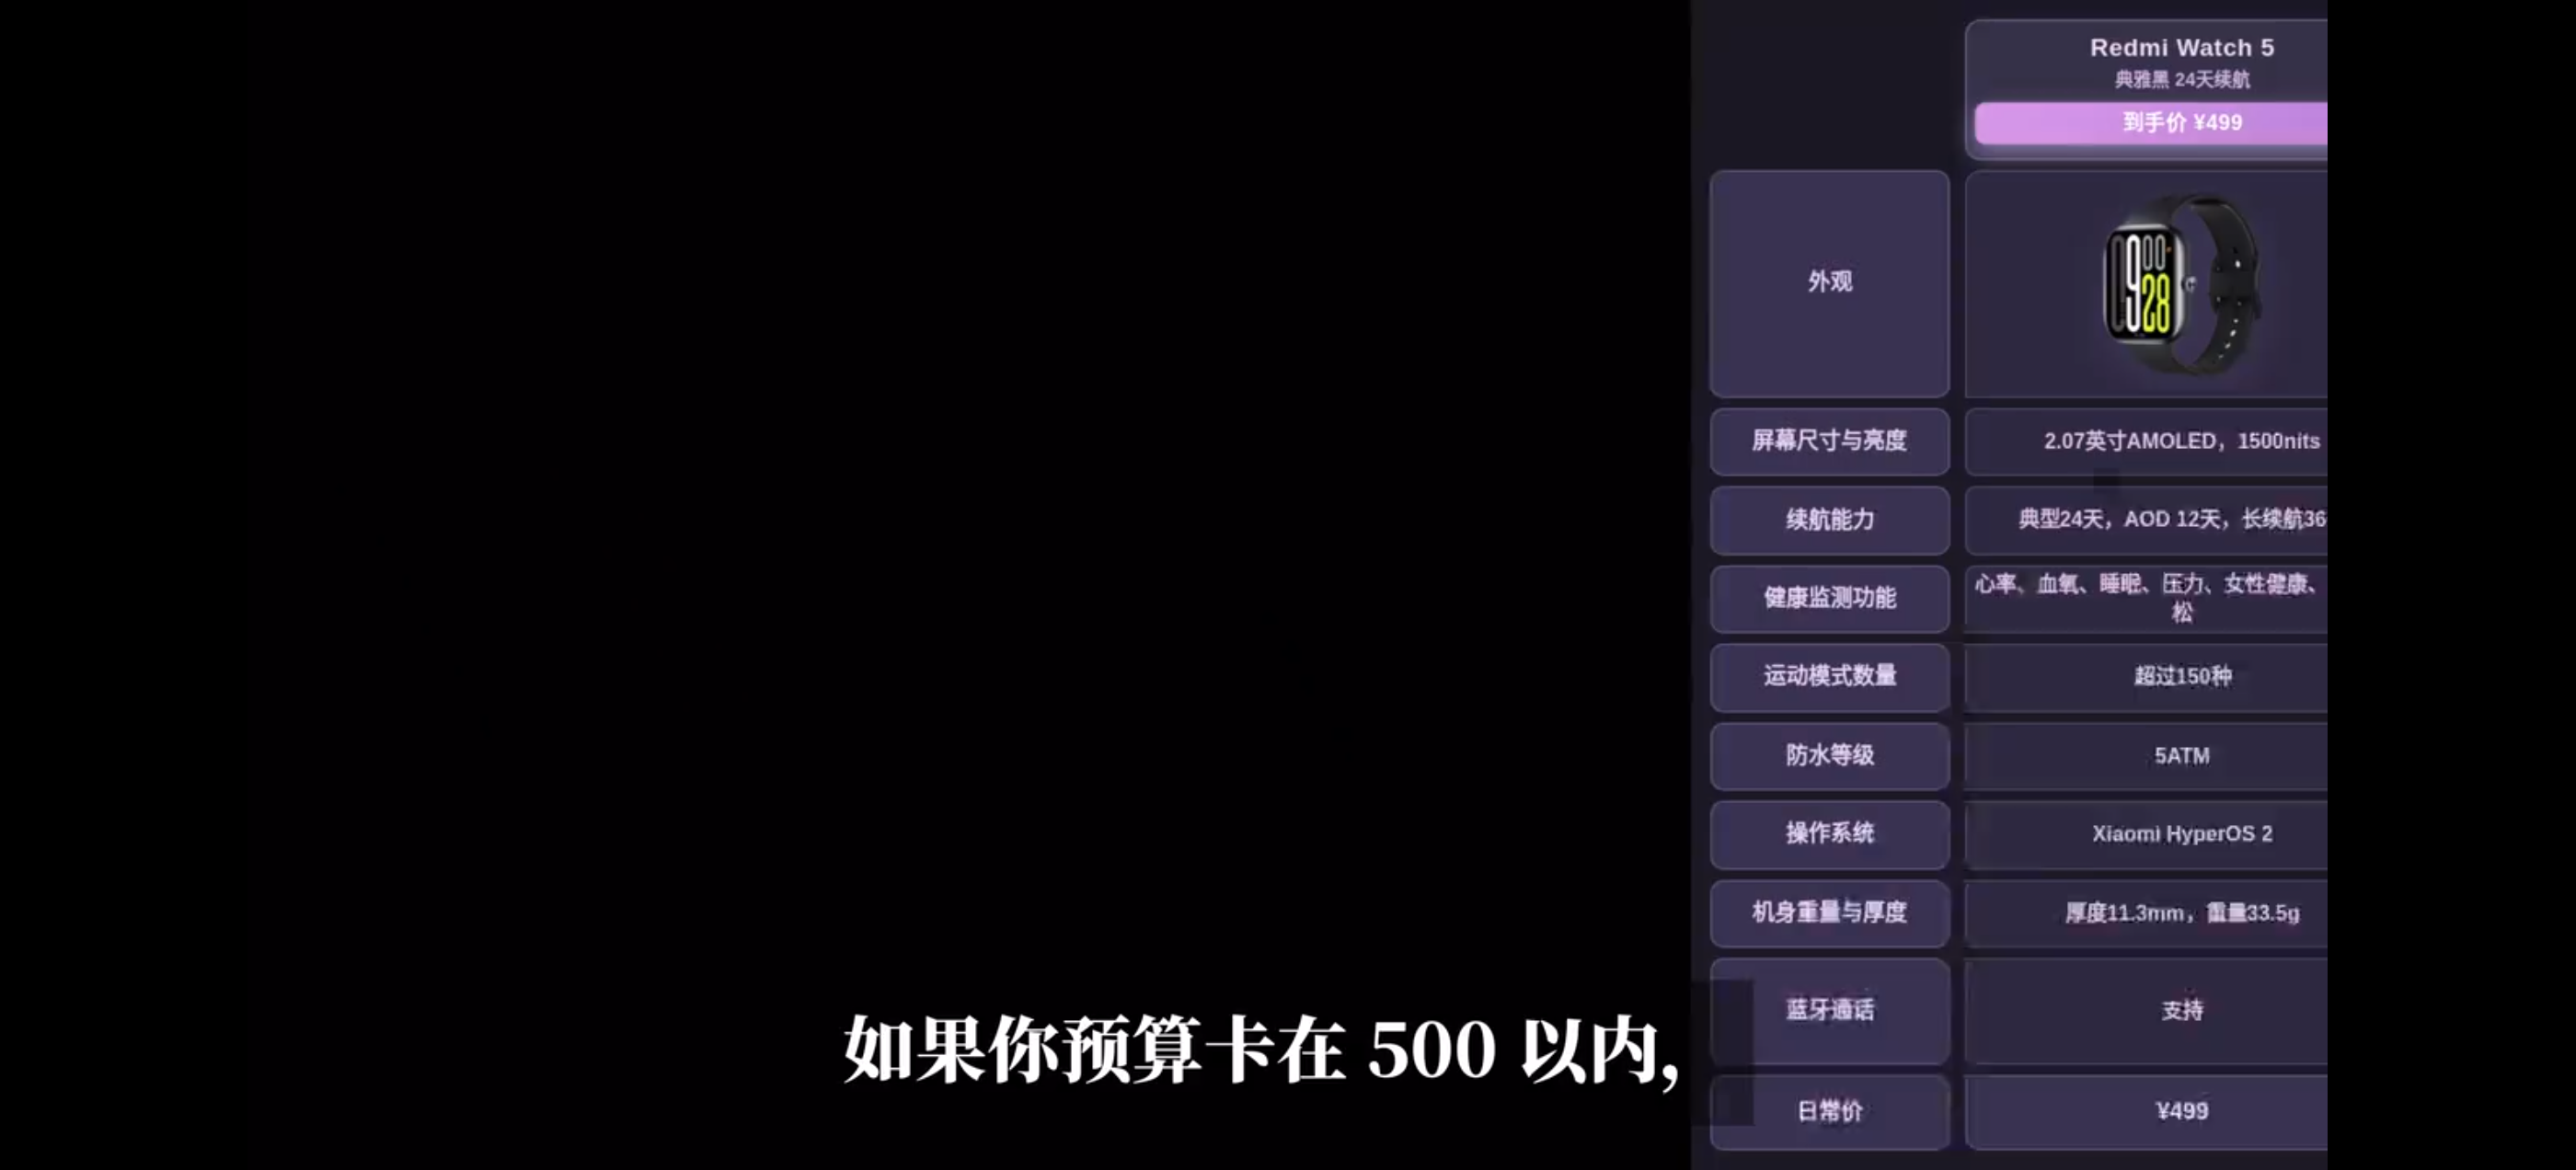 Redmi Watch 5
典雅黑 24天续航
到手价 ¥499
外观
屏幕尺寸与亮度
2.07英寸AMOLED，1500nits
续航能力
典型24天，AOD 12天，长续航36
健康监测功能
心率、血氧、睡眠、压力、女性健康、
松
运动模式数量
超过150种
防水等级
5ATM
操作系统
Xiaomi HyperOS 2
机身重量与厚度
厚度11.3mm，重量33.5g
蓝牙通话
支持
日常价
¥499
如果你预算卡在 500 以内,